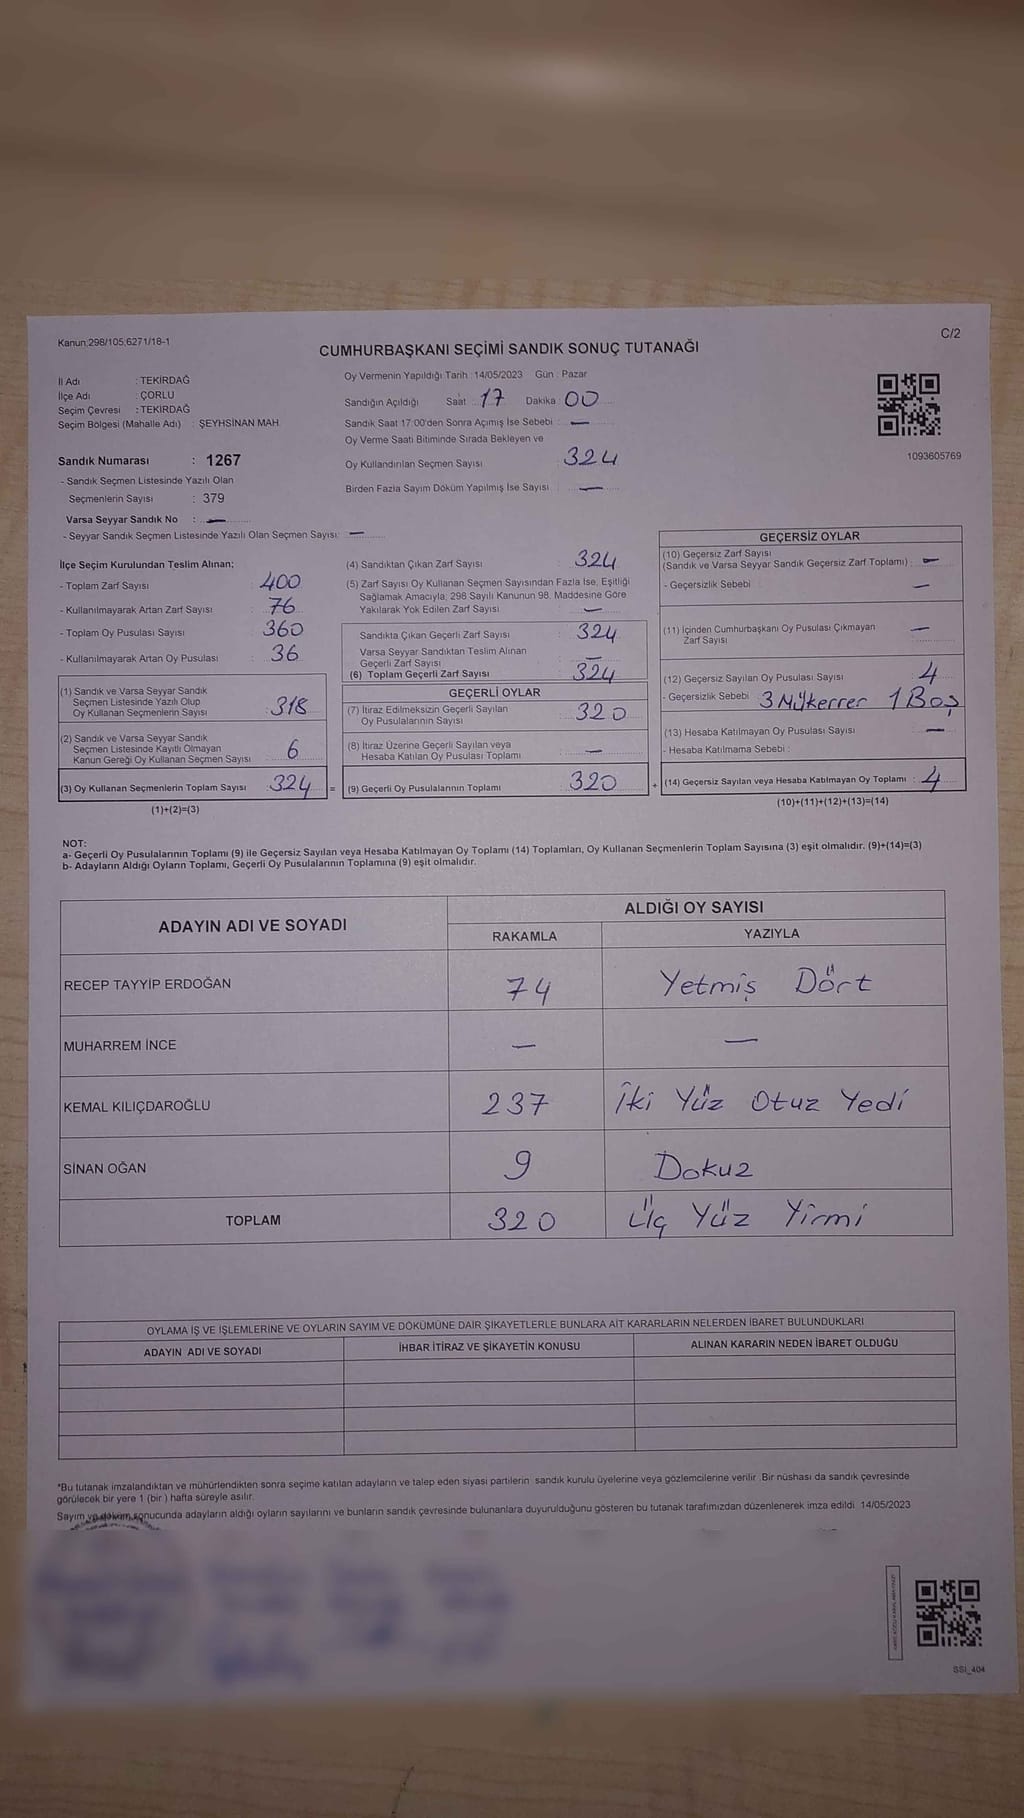 Kanun:298/105,6271/18-1
C/2
CUMHURBAŞKANI SEÇİMİ SANDIK SONUÇ TUTANAĞI
İl Adı : TEKİRDAĞ
İlçe Adı : ÇORLU
Seçim Çevresi : TEKİRDAĞ
Seçim Bölgesi (Mahalle Adı) : ŞEYHSİNAN MAH.
Sandık Numarası : 1267
- Sandık Seçmen Listesinde Yazılı Olan
Seçmenlerin Sayısı : 379
Varsa Seyyar Sandık No : —
- Seyyar Sandık Seçmen Listesinde Yazılı Olan Seçmen Sayısı: —
Oy Vermenin Yapıldığı Tarih : 14/05/2023 Gün : Pazar
Sandığın Açıldığı Saat : 17 Dakika : 00
Sandık Saat 17:00'den Sonra Açımış İse Sebebi : —
Oy Verme Saati Bitiminde Sırada Bekleyen ve
Oy Kullandırılan Seçmen Sayısı : 324
Birden Fazla Sayım Döküm Yapılmış İse Sayısı : —
1093605769
İlçe Seçim Kurulundan Teslim Alınan;
- Toplam Zarf Sayısı : 400
- Kullanılmayarak Artan Zarf Sayısı : 76
- Toplam Oy Pusulası Sayısı : 360
- Kullanılmayarak Artan Oy Pusulası : 36
(1) Sandık ve Varsa Seyyar Sandık
Seçmen Listesinde Yazılı Olup
Oy Kullanan Seçmenlerin Sayısı : 318
(2) Sandık ve Varsa Seyyar Sandık
Seçmen Listesinde Kayıtlı Olmayan
Kanun Gereği Oy Kullanan Seçmen Sayısı : 6
(3) Oy Kullanan Seçmenlerin Toplam Sayısı : 324 =
(1)+(2)=(3)
(4) Sandıktan Çıkan Zarf Sayısı : 324
(5) Zarf Sayısı Oy Kullanan Seçmen Sayısından Fazla İse, Eşitliği
Sağlamak Amacıyla, 298 Sayılı Kanunun 98. Maddesine Göre
Yakılarak Yok Edilen Zarf Sayısı : —
Sandıkta Çıkan Geçerli Zarf Sayısı : 324
Varsa Seyyar Sandıktan Teslim Alınan
Geçerli Zarf Sayısı : —
(6) Toplam Geçerli Zarf Sayısı : 324
GEÇERLİ OYLAR
(7) İtiraz Edilmeksizin Geçerli Sayılan
Oy Pusulalarının Sayısı : 320
(8) İtiraz Üzerine Geçerli Sayılan veya
Hesaba Katılan Oy Pusulası Toplamı : —
(9) Geçerli Oy Pusulalarının Toplamı : 320 +
GEÇERSİZ OYLAR
(10) Geçersiz Zarf Sayısı
(Sandık ve Varsa Seyyar Sandık Geçersiz Zarf Toplamı) : —
- Geçersizlik Sebebi : —
(11) İçinden Cumhurbaşkanı Oy Pusulası Çıkmayan
Zarf Sayısı : —
(12) Geçersiz Sayılan Oy Pusulası Sayısı : 4
- Geçersizlik Sebebi : 3 Mükerrer 1 Boş
(13) Hesaba Katılmayan Oy Pusulası Sayısı : —
- Hesaba Katılmama Sebebi :
(14) Geçersiz Sayılan veya Hesaba Katılmayan Oy Toplamı : 4
(10)+(11)+(12)+(13)=(14)
NOT:
a- Geçerli Oy Pusulalarının Toplamı (9) ile Geçersiz Sayılan veya Hesaba Katılmayan Oy Toplamı (14) Toplamları, Oy Kullanan Seçmenlerin Toplam Sayısına (3) eşit olmalıdır. (9)+(14)=(3)
b- Adayların Aldığı Oyların Toplamı, Geçerli Oy Pusulalarının Toplamına (9) eşit olmalıdır.
ADAYIN ADI VE SOYADI ALDIĞI OY SAYISI
RAKAMLA YAZIYLA
RECEP TAYYİP ERDOĞAN 74 Yetmiş Dört
MUHARREM İNCE — —
KEMAL KILIÇDAROĞLU 237 İki Yüz Otuz Yedi
SİNAN OĞAN 9 Dokuz
TOPLAM 320 Üç Yüz Yirmi
OYLAMA İŞ VE İŞLEMLERİNE VE OYLARIN SAYIM VE DÖKÜMÜNE DAİR ŞİKAYETLERLE BUNLARA AİT KARARLARIN NELERDEN İBARET BULUNDUKLARI
ADAYIN ADI VE SOYADI İHBAR İTİRAZ VE ŞİKAYETİN KONUSU ALINAN KARARIN NEDEN İBARET OLDUĞU
*Bu tutanak imzalandıktan ve mühürlendikten sonra seçime katılan adayların ve talep eden siyasi partilerin sandık kurulu üyelerine veya gözlemcilerine verilir. Bir nüshası da sandık çevresinde
görülecek bir yere 1 (bir) hafta süreyle asılır.
Sayım ve döküm sonucunda adayların aldığı oyların sayılarını ve bunların sandık çevresinde bulunanlara duyurulduğunu gösteren bu tutanak tarafımızdan düzenlenerek imza edildi. 14/05/2023
SSI_404